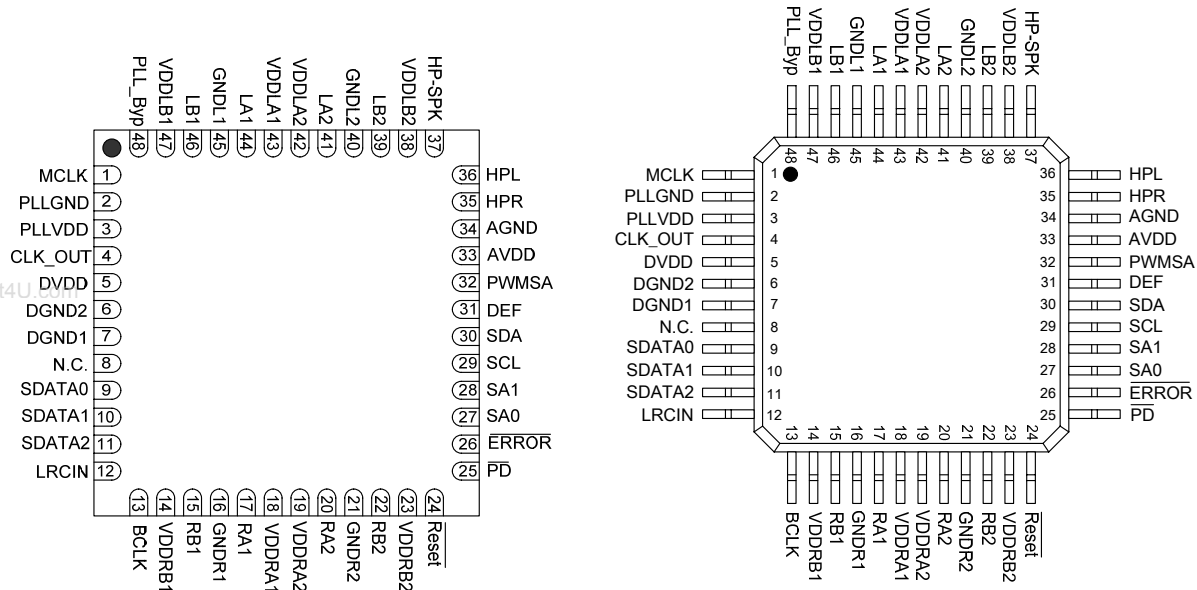 PLL_Byp
VDDLB1
LB1
GNDL1
LA1
VDDLA1
VDDLA2
LA2
GNDL2
LB2
VDDLB2
HP-SPK
48
47
46
45
44
43
42
41
40
39
38
37
MCLK 1
PLLGND 2
PLLVDD 3
CLK_OUT 4
DVDD 5
DGND2 6
DGND1 7
N.C. 8
SDATA0 9
SDATA1 10
SDATA2 11
LRCIN 12
36 HPL
35 HPR
34 AGND
33 AVDD
32 PWMSA
31 DEF
30 SDA
29 SCL
28 SA1
27 SA0
26 ERROR
25 PD
13
14
15
16
17
18
19
20
21
22
23
24
BCLK
VDDRB1
RB1
GNDR1
RA1
VDDRA1
VDDRA2
RA2
GNDR2
RB2
VDDRB2
Reset
t4U.com
PLL_Byp
VDDLB1
LB1
GNDL1
LA1
VDDLA1
VDDLA2
LA2
GNDL2
LB2
VDDLB2
HP-SPK
48
47
46
45
44
43
42
41
40
39
38
37
MCLK 1
PLLGND 2
PLLVDD 3
CLK_OUT 4
DVDD 5
DGND2 6
DGND1 7
N.C. 8
SDATA0 9
SDATA1 10
SDATA2 11
LRCIN 12
36 HPL
35 HPR
34 AGND
33 AVDD
32 PWMSA
31 DEF
30 SDA
29 SCL
28 SA1
27 SA0
26 ERROR
25 PD
13
14
15
16
17
18
19
20
21
22
23
24
BCLK
VDDRB1
RB1
GNDR1
RA1
VDDRA1
VDDRA2
RA2
GNDR2
RB2
VDDRB2
Reset